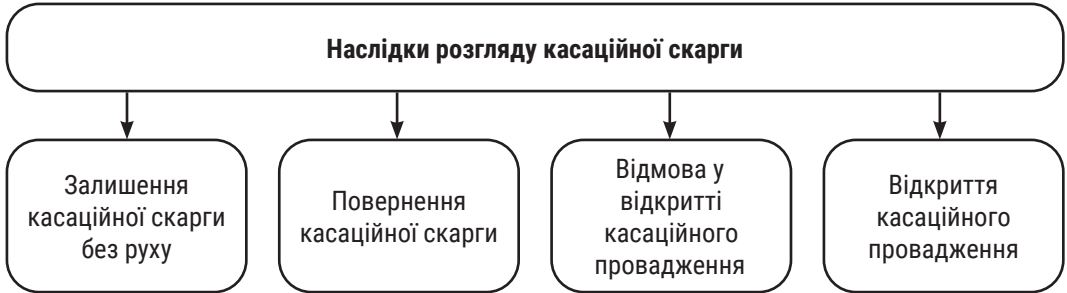 Наслідки розгляду касаційної скарги
Залишення
касаційної скарги
без руху
Повернення
касаційної скарги
Відмова у
відкритті
касаційного
провадження
Відкриття
касаційного
провадження